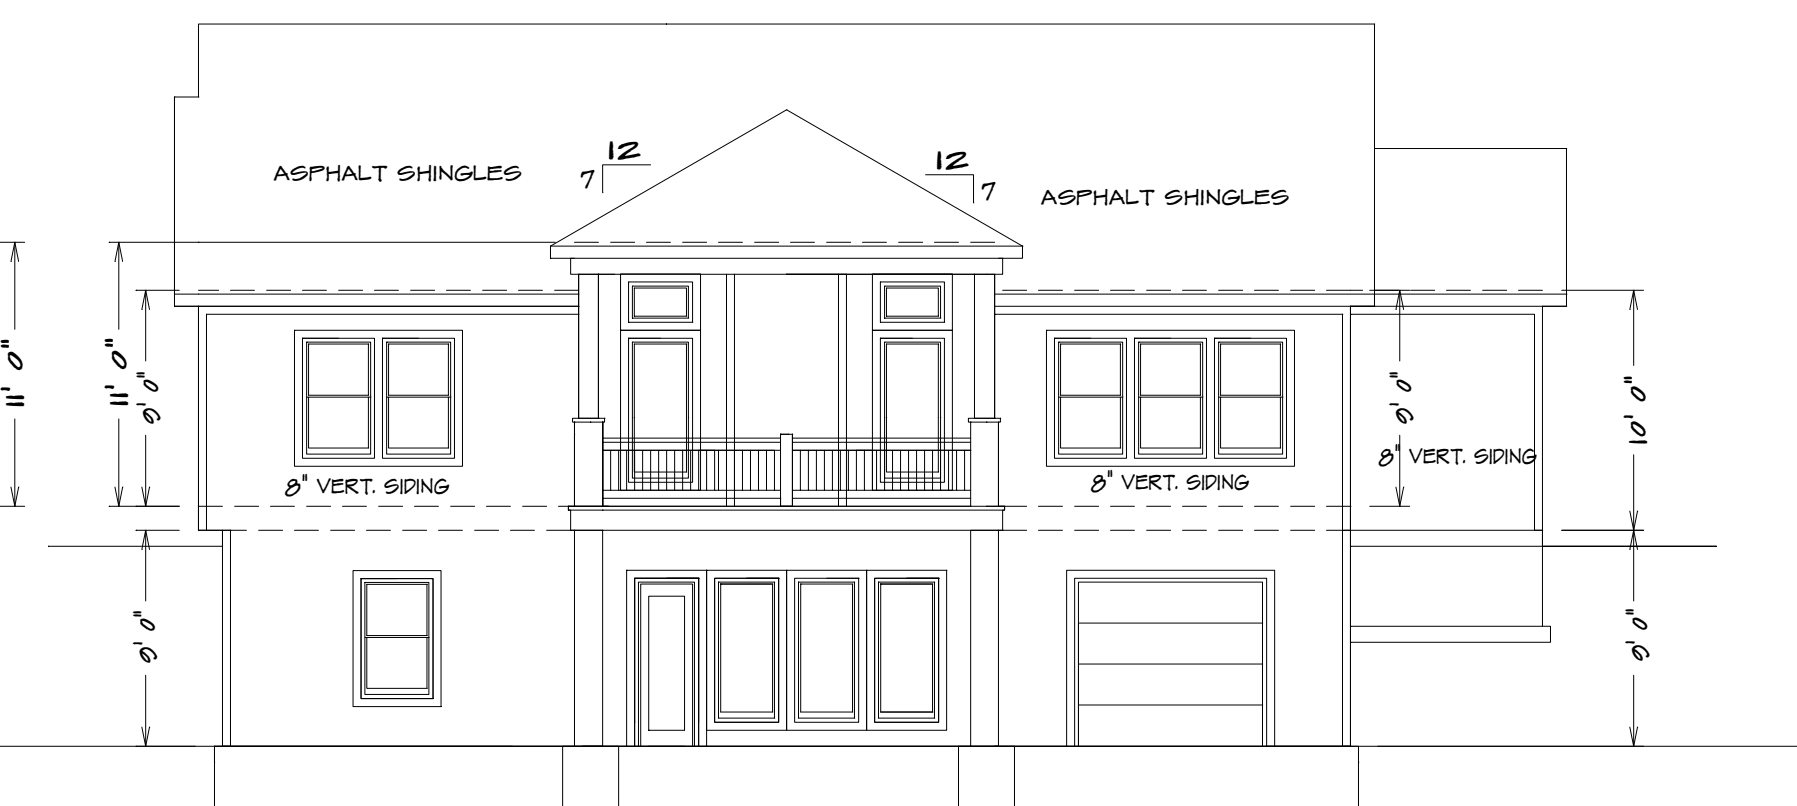 12
7
12
7
ASPHALT SHINGLES
ASPHALT SHINGLES
11' 0"
11' 0"
9' 0"
9' 0"
10' 0"
8" VERT. SIDING
8" VERT. SIDING
8" VERT. SIDING
9' 0"
9' 0"